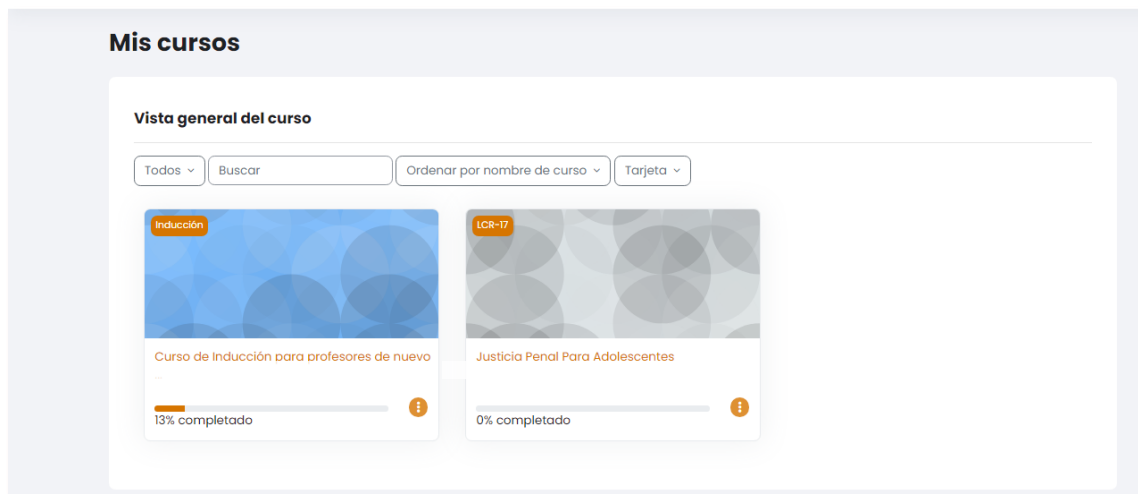 Mis cursos
Vista general del curso
Todos
Buscar
Ordenar por nombre de curso
Tarjeta
Inducción
LCR-17
Curso de Inducción para profesores de nuevo
...
Justicia Penal Para Adolescentes
13% completado
0% completado